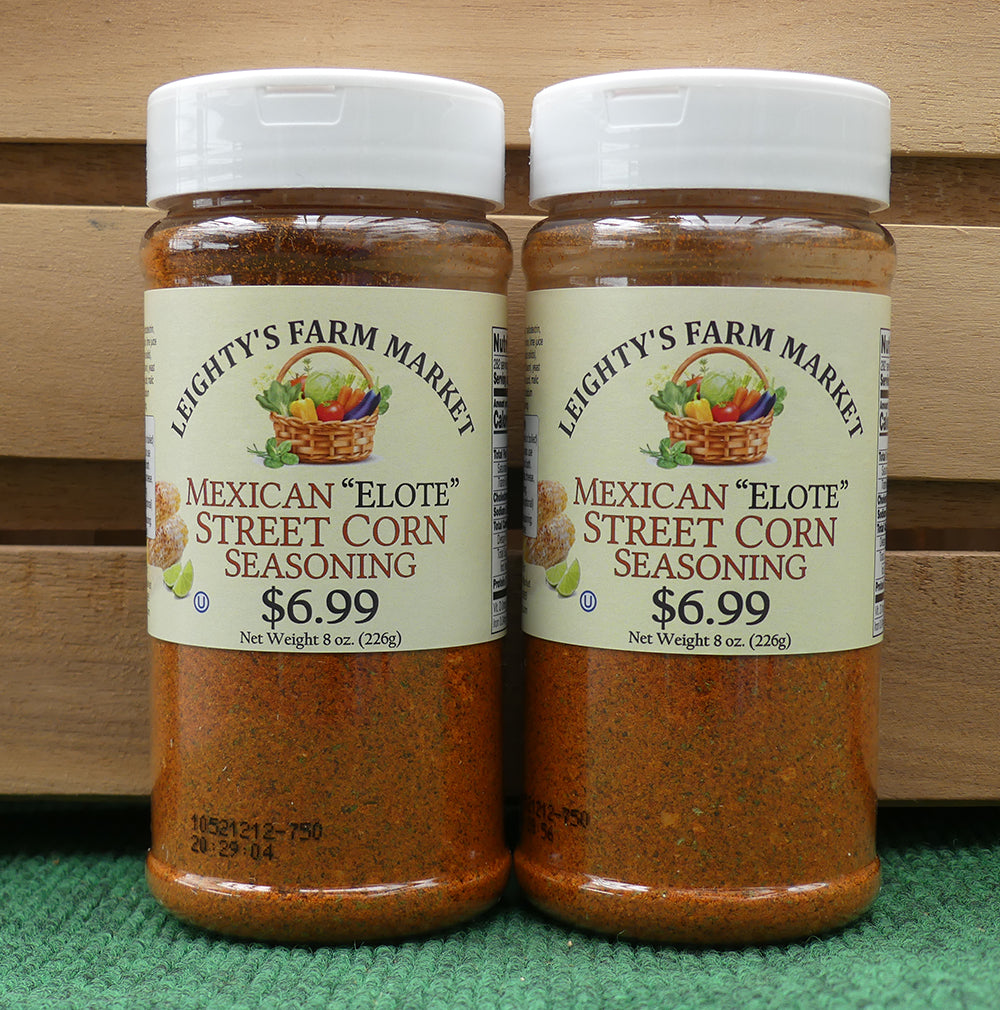 LEIGHTY'S FARM MARKET
MEXICAN “ELOTE”
STREET CORN
SEASONING
$6.99
Net Weight 8 oz. (226g)
U
10521212-750
20:29:04
LEIGHTY'S FARM MARKET
MEXICAN “ELOTE”
STREET CORN
SEASONING
$6.99
Net Weight 8 oz. (226g)
U